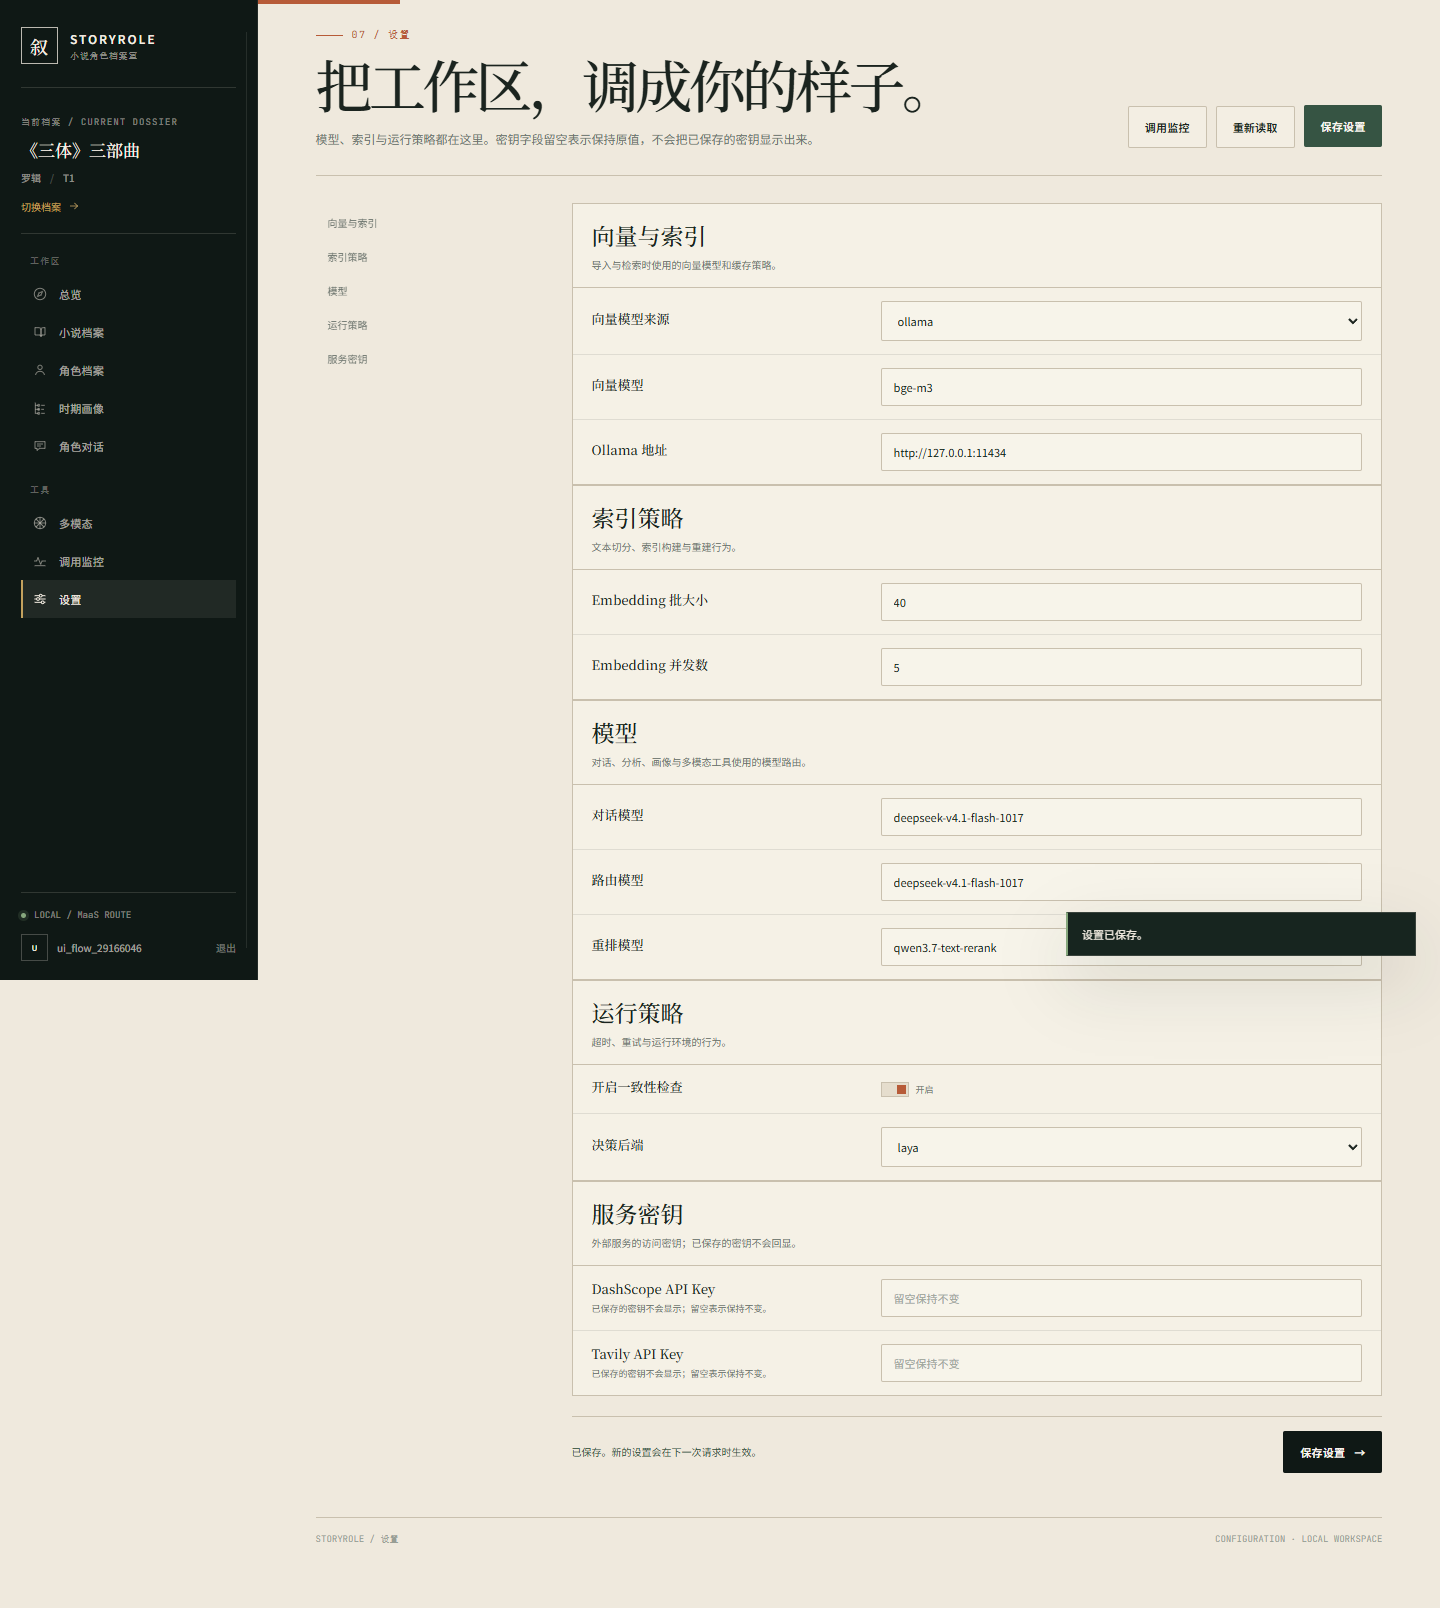 叙
STORYROLE
小说角色档案室
当前档案 / CURRENT DOSSIER
《三体》三部曲
罗辑 / T1
切换档案 →
工作区
总览
小说档案
角色档案
时期画像
角色对话
工具
多模态
调用监控
设置
LOCAL / MaaS ROUTE
U
ui_flow_29166046
退出
07 / 设置
把工作区，调成你的样子。
模型、索引与运行策略都在这里。密钥字段留空表示保持原值，不会把已保存的密钥显示出来。
调用监控
重新读取
保存设置
向量与索引
索引策略
模型
运行策略
服务密钥
向量与索引
导入与检索时使用的向量模型和缓存策略。
向量模型来源
ollama
向量模型
bge-m3
Ollama 地址
http://127.0.0.1:11434
索引策略
文本切分、索引构建与重建行为。
Embedding 批大小
40
Embedding 并发数
5
模型
对话、分析、画像与多模态工具使用的模型路由。
对话模型
deepseek-v4.1-flash-1017
路由模型
deepseek-v4.1-flash-1017
重排模型
qwen3.7-text-rerank
设置已保存。
运行策略
超时、重试与运行环境的行为。
开启一致性检查
开启
决策后端
laya
服务密钥
外部服务的访问密钥；已保存的密钥不会回显。
DashScope API Key
已保存的密钥不会显示；留空表示保持不变。
留空保持不变
Tavily API Key
已保存的密钥不会显示；留空表示保持不变。
留空保持不变
已保存。新的设置会在下一次请求时生效。
保存设置 →
STORYROLE / 设置
CONFIGURATION · LOCAL WORKSPACE